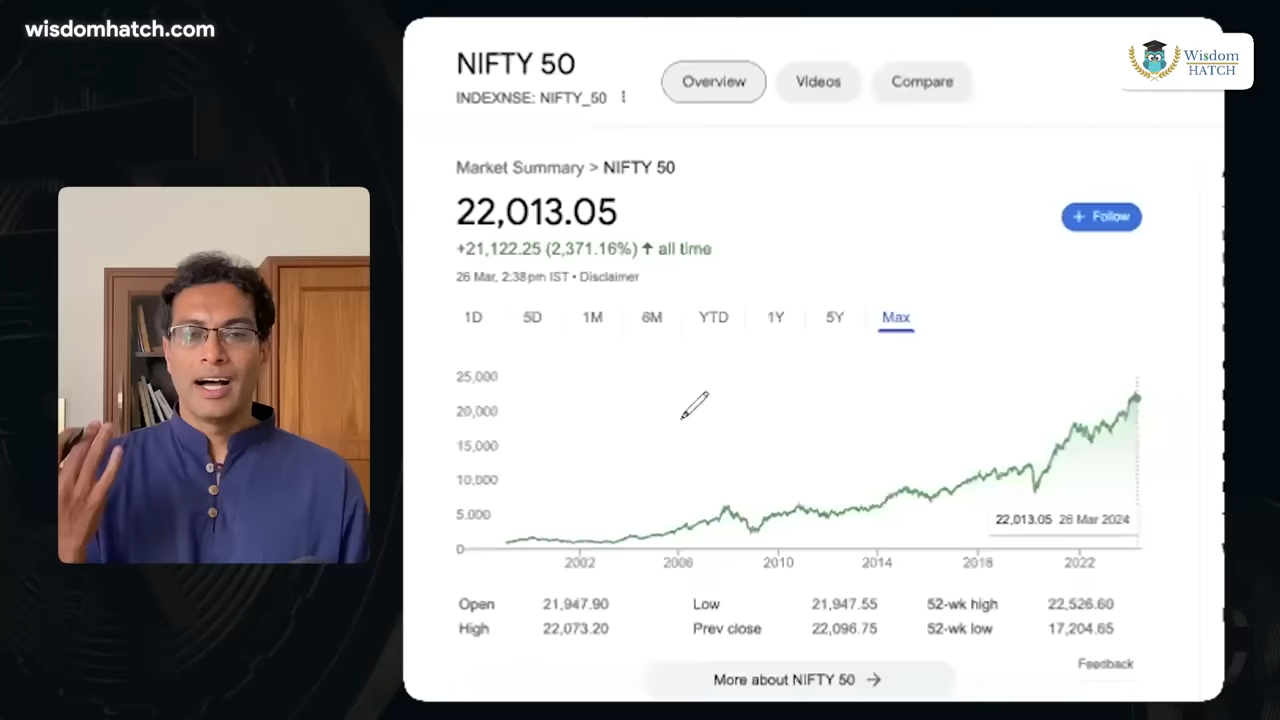 wisdomhatch.com
Wisdom
HATCH
NIFTY 50
INDEXNSE: NIFTY_50
Overview
Videos
Compare
Market Summary > NIFTY 50
22,013.05
+ Follow
+21,122.25 (2,371.16%) ↑ all time
26 Mar, 2:38 pm IST • Disclaimer
1D 5D 1M 6M YTD 1Y 5Y Max
25,000
20,000
15,000
10,000
5,000
0
22,013.05 26 Mar 2024
2002 2006 2010 2014 2018 2022
Open 21,947.90 Low 21,947.55 52-wk high 22,526.60
High 22,073.20 Prev close 22,096.75 52-wk low 17,204.65
Feedback
More about NIFTY 50 →